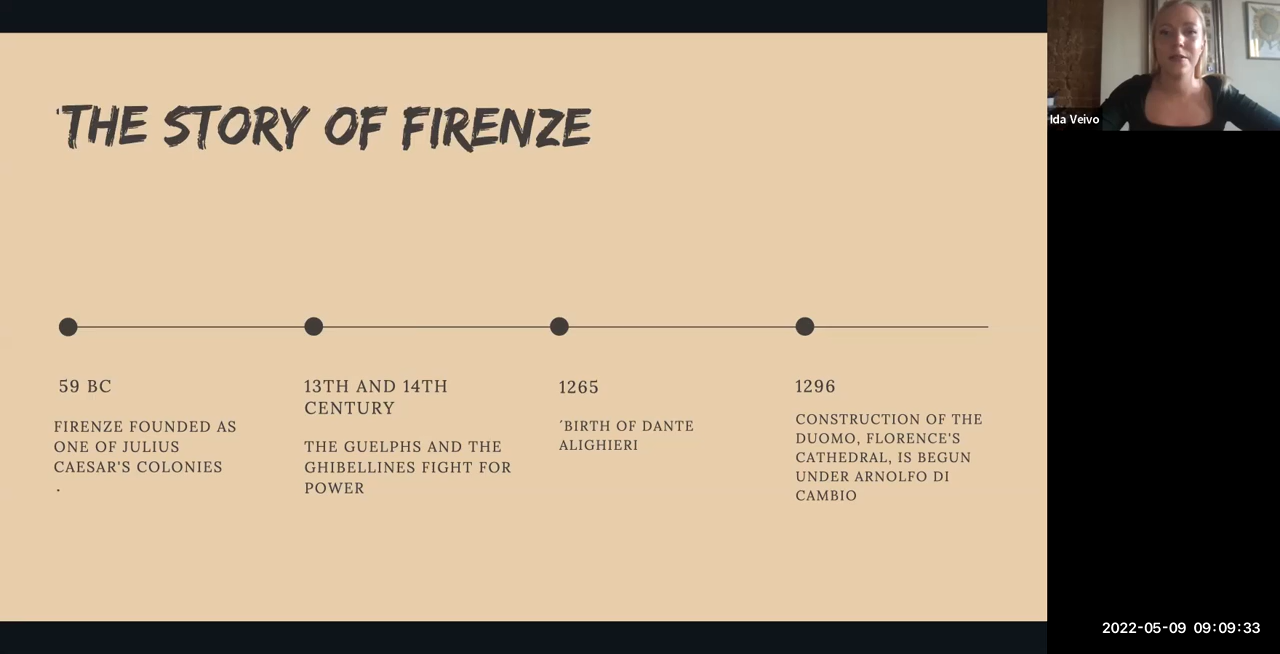 'THE STORY OF FIRENZE
59 BC
FIRENZE FOUNDED AS
ONE OF JULIUS
CAESAR'S COLONIES
.
13TH AND 14TH
CENTURY
THE GUELPHS AND THE
GHIBELLINES FIGHT FOR
POWER
1265
´BIRTH OF DANTE
ALIGHIERI
1296
CONSTRUCTION OF THE
DUOMO, FLORENCE'S
CATHEDRAL, IS BEGUN
UNDER ARNOLFO DI
CAMBIO
Ida Veivo
2022-05-09 09:09:33